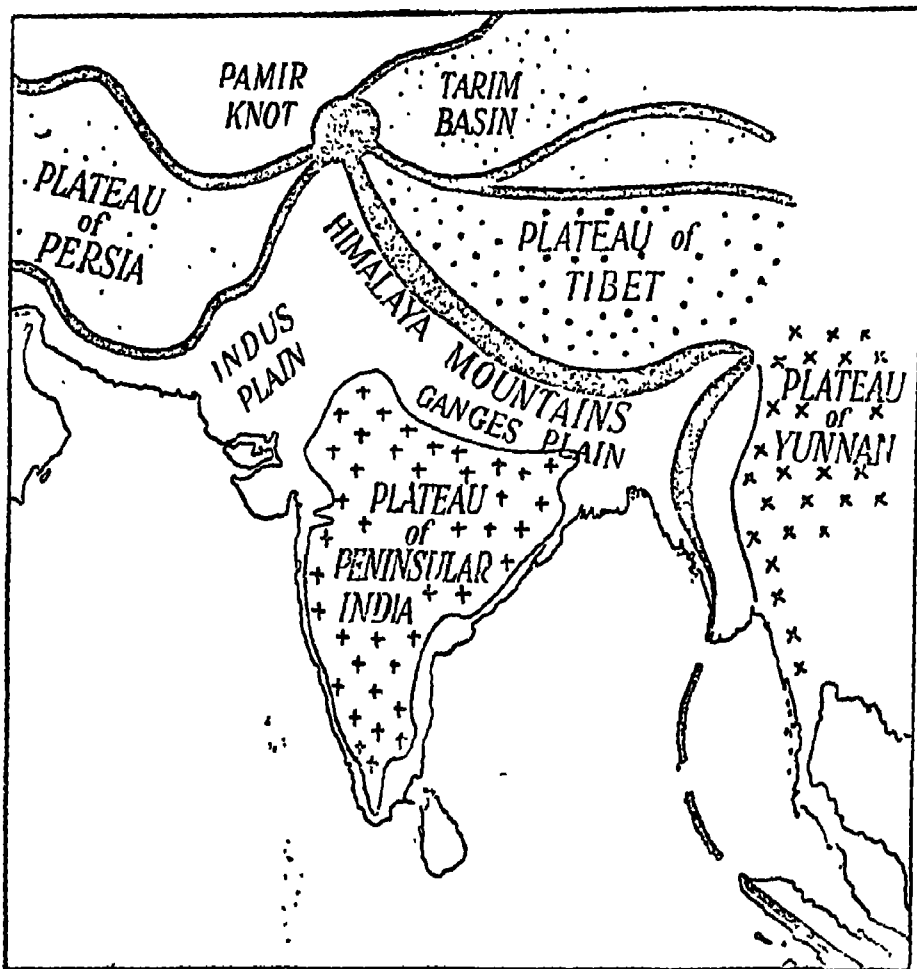 PAMIR
KNOT
TARIM
BASIN
PLATEAU
of
PERSIA
PLATEAU of
TIBET
HIMALAYA MOUNTAINS
INDUS
PLAIN
GANGES PLAIN
PLATEAU
of
YUNNAN
PLATEAU
of
PENINSULAR
INDIA